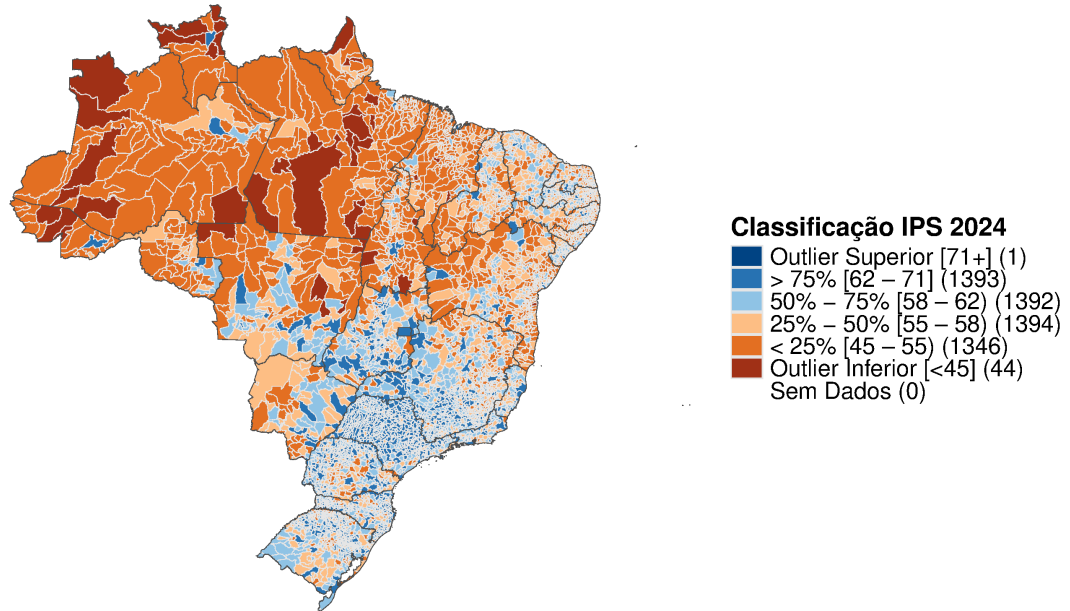 Classificação IPS 2024
Outlier Superior [71+] (1)
> 75% [62 – 71] (1393)
50% – 75% [58 – 62) (1392)
25% – 50% [55 – 58) (1394)
< 25% [45 – 55) (1346)
Outlier Inferior [<45] (44)
Sem Dados (0)